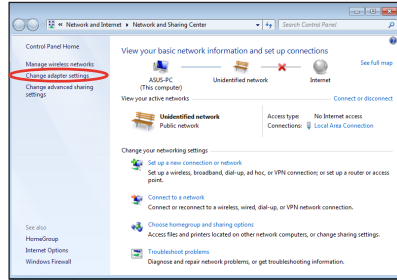 « Network and Internet ▸ Network and Sharing Center
Search Control Panel
Control Panel Home
Manage wireless networks
Change adapter settings
Change advanced sharing
settings
See also
HomeGroup
Internet Options
Windows Firewall
View your basic network information and set up connections
See full map
ASUS-PC
(This computer)
Unidentified network
Internet
View your active networks
Connect or disconnect
Unidentified network
Public network
Access type: No Internet access
Connections: Local Area Connection
Change your networking settings
Set up a new connection or network
Set up a wireless, broadband, dial-up, ad hoc, or VPN connection; or set up a router or access
point.
Connect to a network
Connect or reconnect to a wireless, wired, dial-up, or VPN network connection.
Choose homegroup and sharing options
Access files and printers located on other network computers, or change sharing settings.
Troubleshoot problems
Diagnose and repair network problems, or get troubleshooting information.